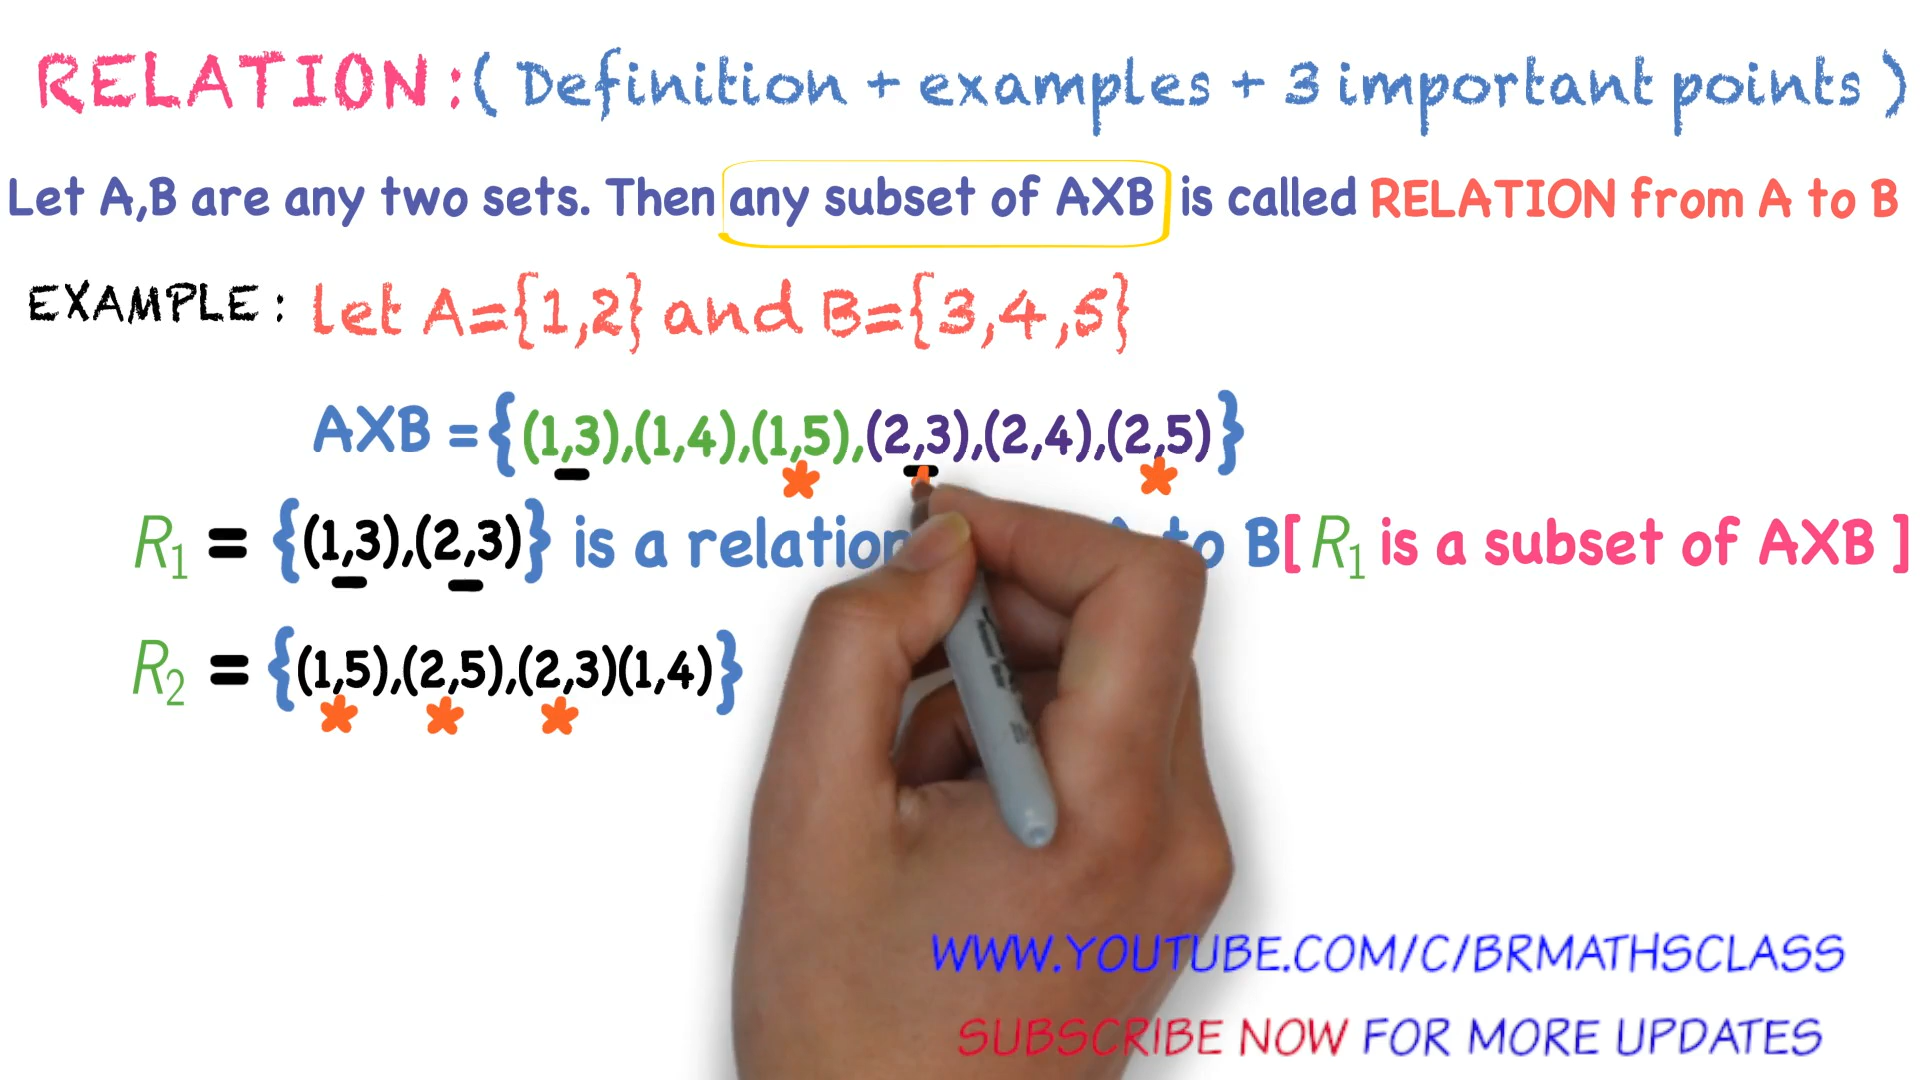 RELATION : ( Definition + examples + 3 important points )
Let A,B are any two sets. Then any subset of AXB is called RELATION from A to B
EXAMPLE : let A={1,2} and B={3,4,5}
AXB = {(1,3),(1,4),(1,5),(2,3),(2,4),(2,5)}
R₁ = {(1,3),(2,3)} is a relation to B[ R₁ is a subset of AXB ]
R₂ = {(1,5),(2,5),(2,3)(1,4)}
WWW.YOUTUBE.COM/C/BRMATHSCLASS
SUBSCRIBE NOW FOR MORE UPDATES